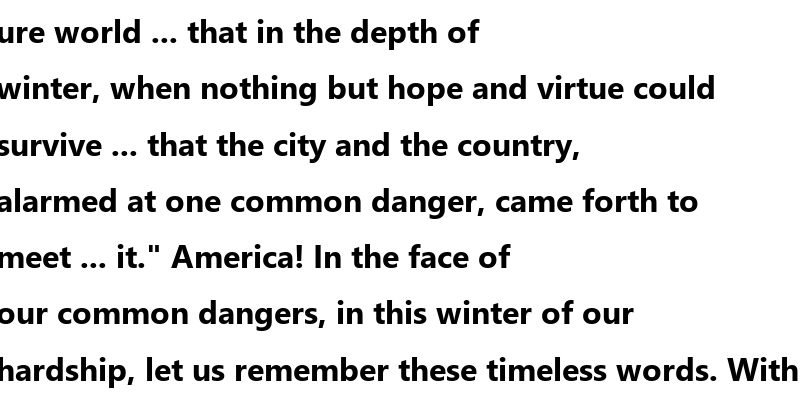 ure world ... that in the depth of
winter, when nothing but hope and virtue could
survive ... that the city and the country,
alarmed at one common danger, came forth to
meet ... it." America! In the face of
our common dangers, in this winter of our
hardship, let us remember these timeless words. With